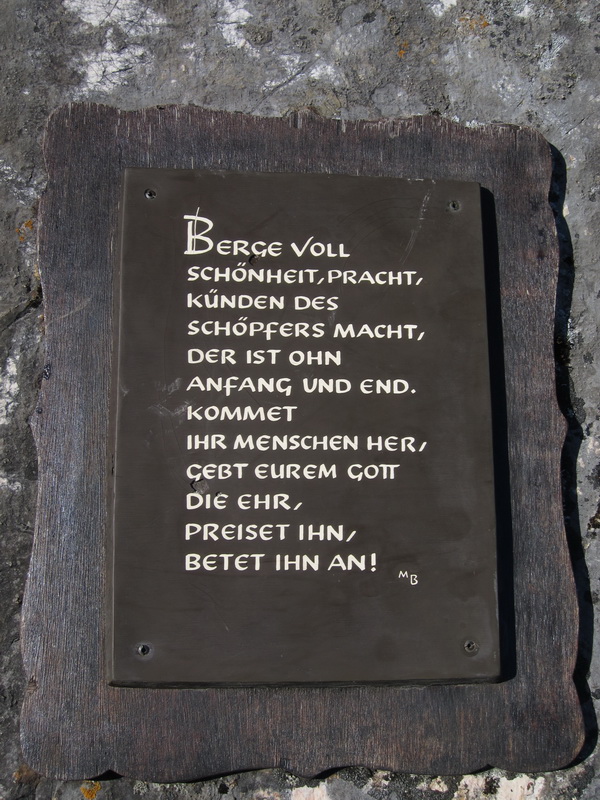 BERGE VOLL
SCHÖNHEIT, PRACHT,
KÜNDEN DES
SCHÖPFERS MACHT,
DER IST OHN
ANFANG UND END.
KOMMET
IHR MENSCHEN HER,
GEBT EUREM GOTT
DIE EHR,
PREISET IHN,
BETET IHN AN!
MB